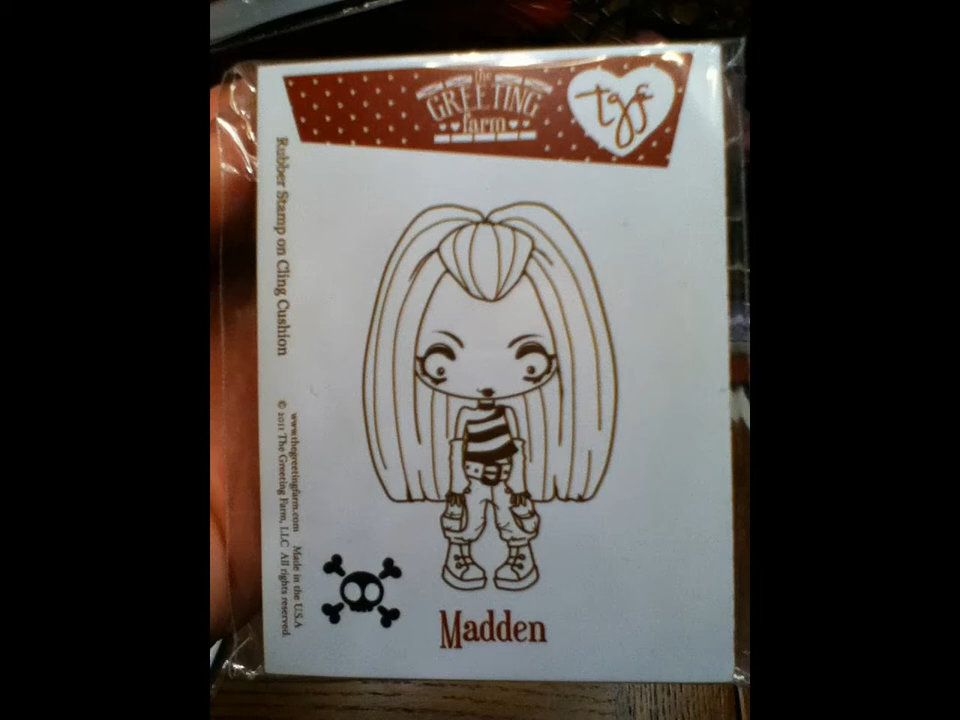 the
GREETING
farm
tgf
Rubber Stamp on Cling Cushion
www.thegreetingfarm.com Made in the U.S.A
© 2011 The Greeting Farm, LLC All rights reserved.
Madden